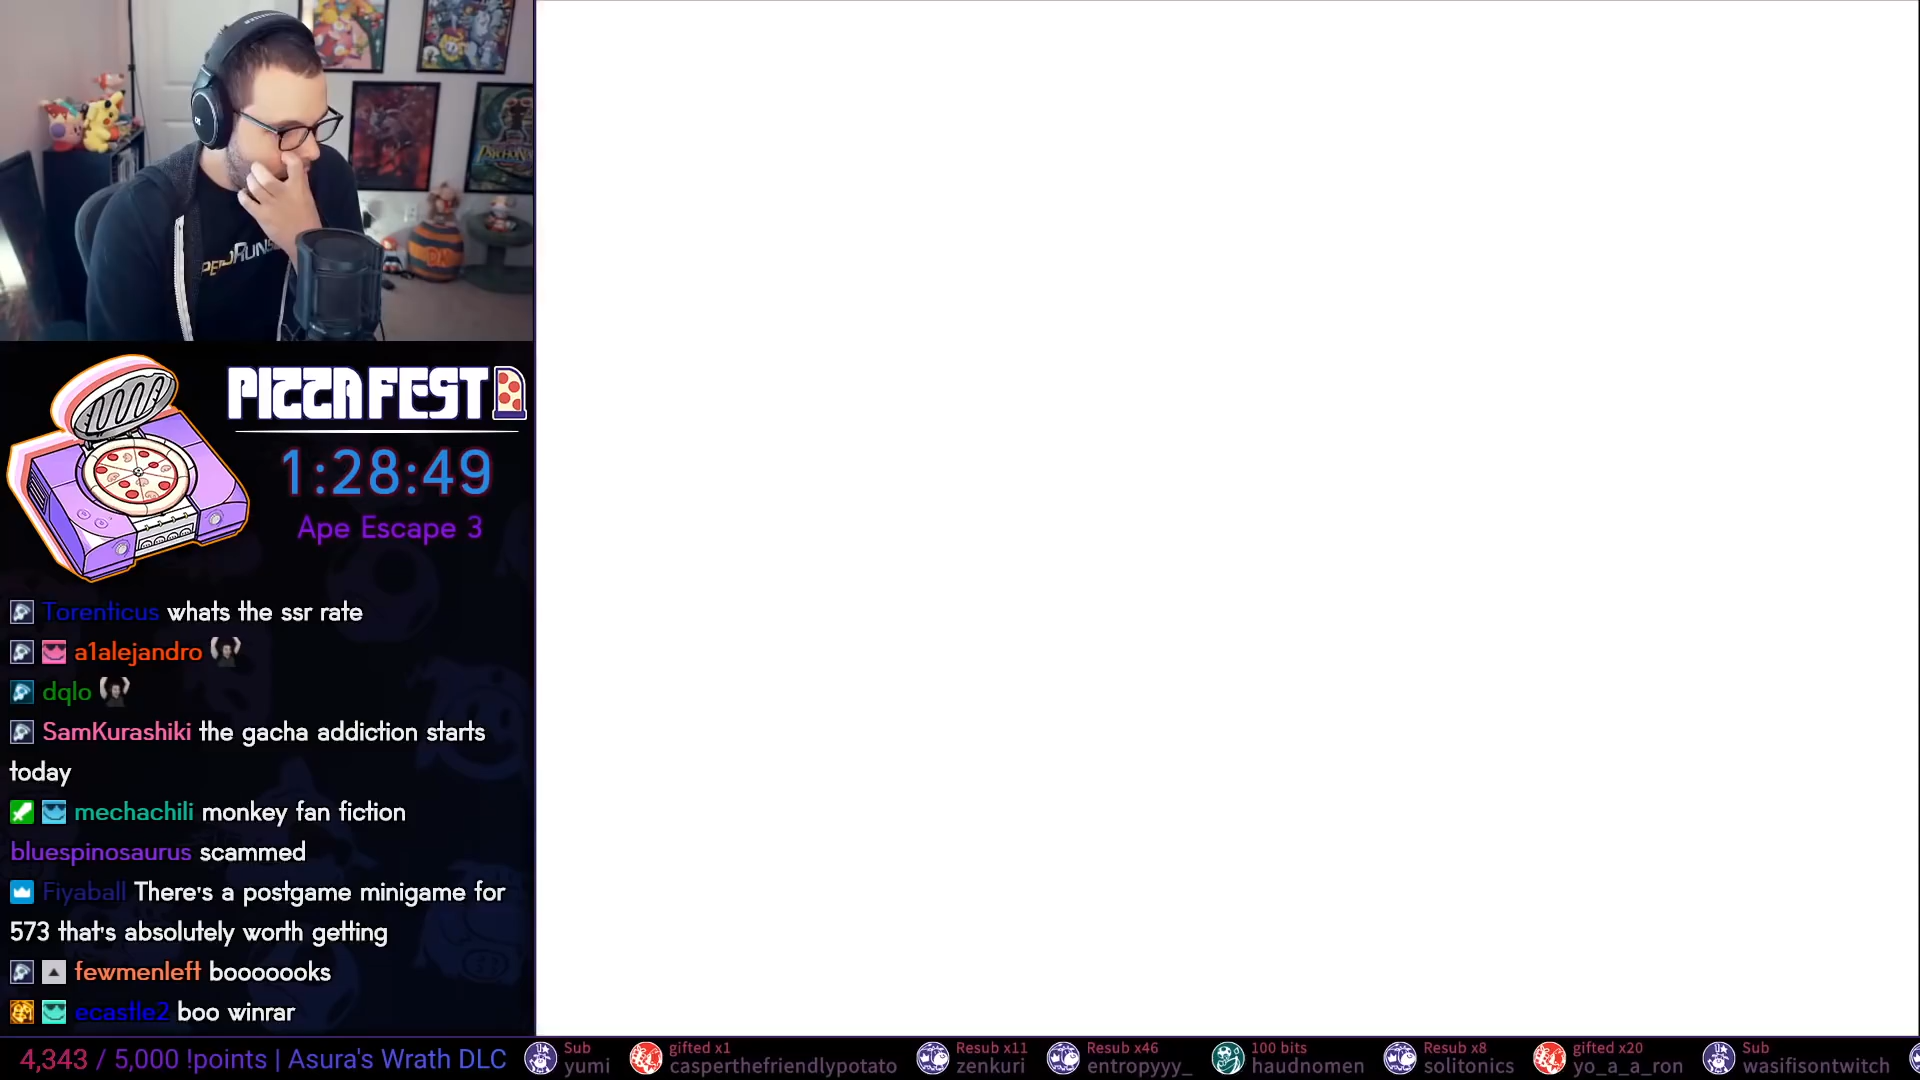 PIZZA FEST
1:28:49
Ape Escape 3
Torenticus whats the ssr rate
a1alejandro
dqlo
SamKurashiki the gacha addiction starts
today
mechachili monkey fan fiction
bluespinosaurus scammed
Fiyaball There's a postgame minigame for
573 that's absolutely worth getting
fewmenleft booooooks
ecastle2 boo winrar
4,343 / 5,000 !points | Asura's Wrath DLC
Sub
yumi
gifted x1
casperthefriendlypotato
Resub x11
zenkuri
Resub x46
entropyyy_
100 bits
haudnomen
Resub x8
solitonics
gifted x20
yo_a_a_ron
Sub
wasifisontwitch